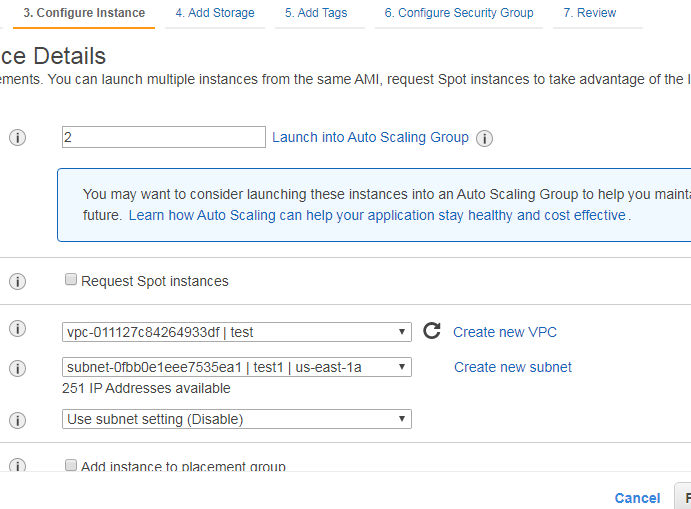 3. Configure Instance 4. Add Storage 5. Add Tags 6. Configure Security Group 7. Review
ce Details
ements. You can launch multiple instances from the same AMI, request Spot instances to take advantage of the l
2 Launch into Auto Scaling Group
You may want to consider launching these instances into an Auto Scaling Group to help you mainta
future. Learn how Auto Scaling can help your application stay healthy and cost effective.
Request Spot instances
vpc-011127c84264933df | test Create new VPC
subnet-0fbb0e1eee7535ea1 | test1 | us-east-1a Create new subnet
251 IP Addresses available
Use subnet setting (Disable)
Add instance to placement group
Cancel